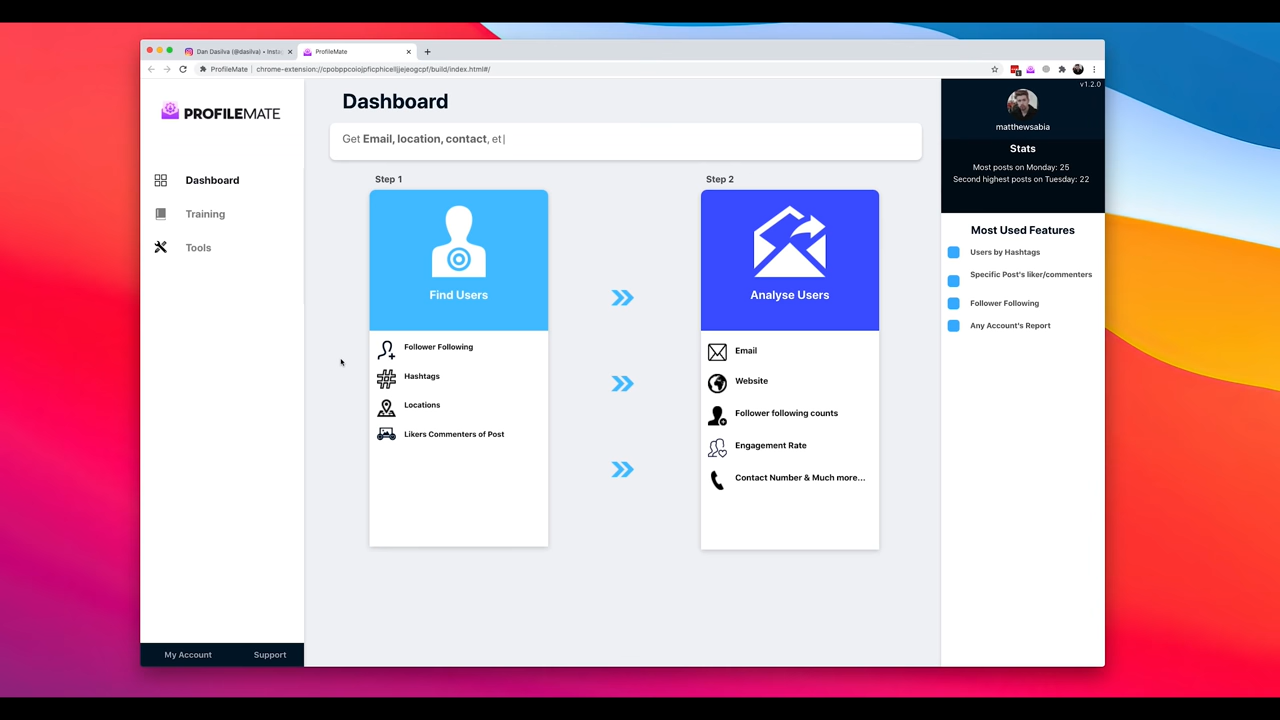 Dan Dasilva (@dasilva) • Insta
ProfileMate
ProfileMate
chrome-extension://cpobppcoiojpficphicelljjejeogcpf/build/index.html#/
PROFILEMATE
Dashboard
Training
Tools
My Account
Support
Dashboard
Get Email, location, contact, et|
Step 1
Find Users
Follower Following
Hashtags
Locations
Likers Commenters of Post
Step 2
Analyse Users
Email
Website
Follower following counts
Engagement Rate
Contact Number & Much more...
v1.2.0
matthewsabia
Stats
Most posts on Monday: 25
Second highest posts on Tuesday: 22
Most Used Features
Users by Hashtags
Specific Post's liker/commenters
Follower Following
Any Account's Report